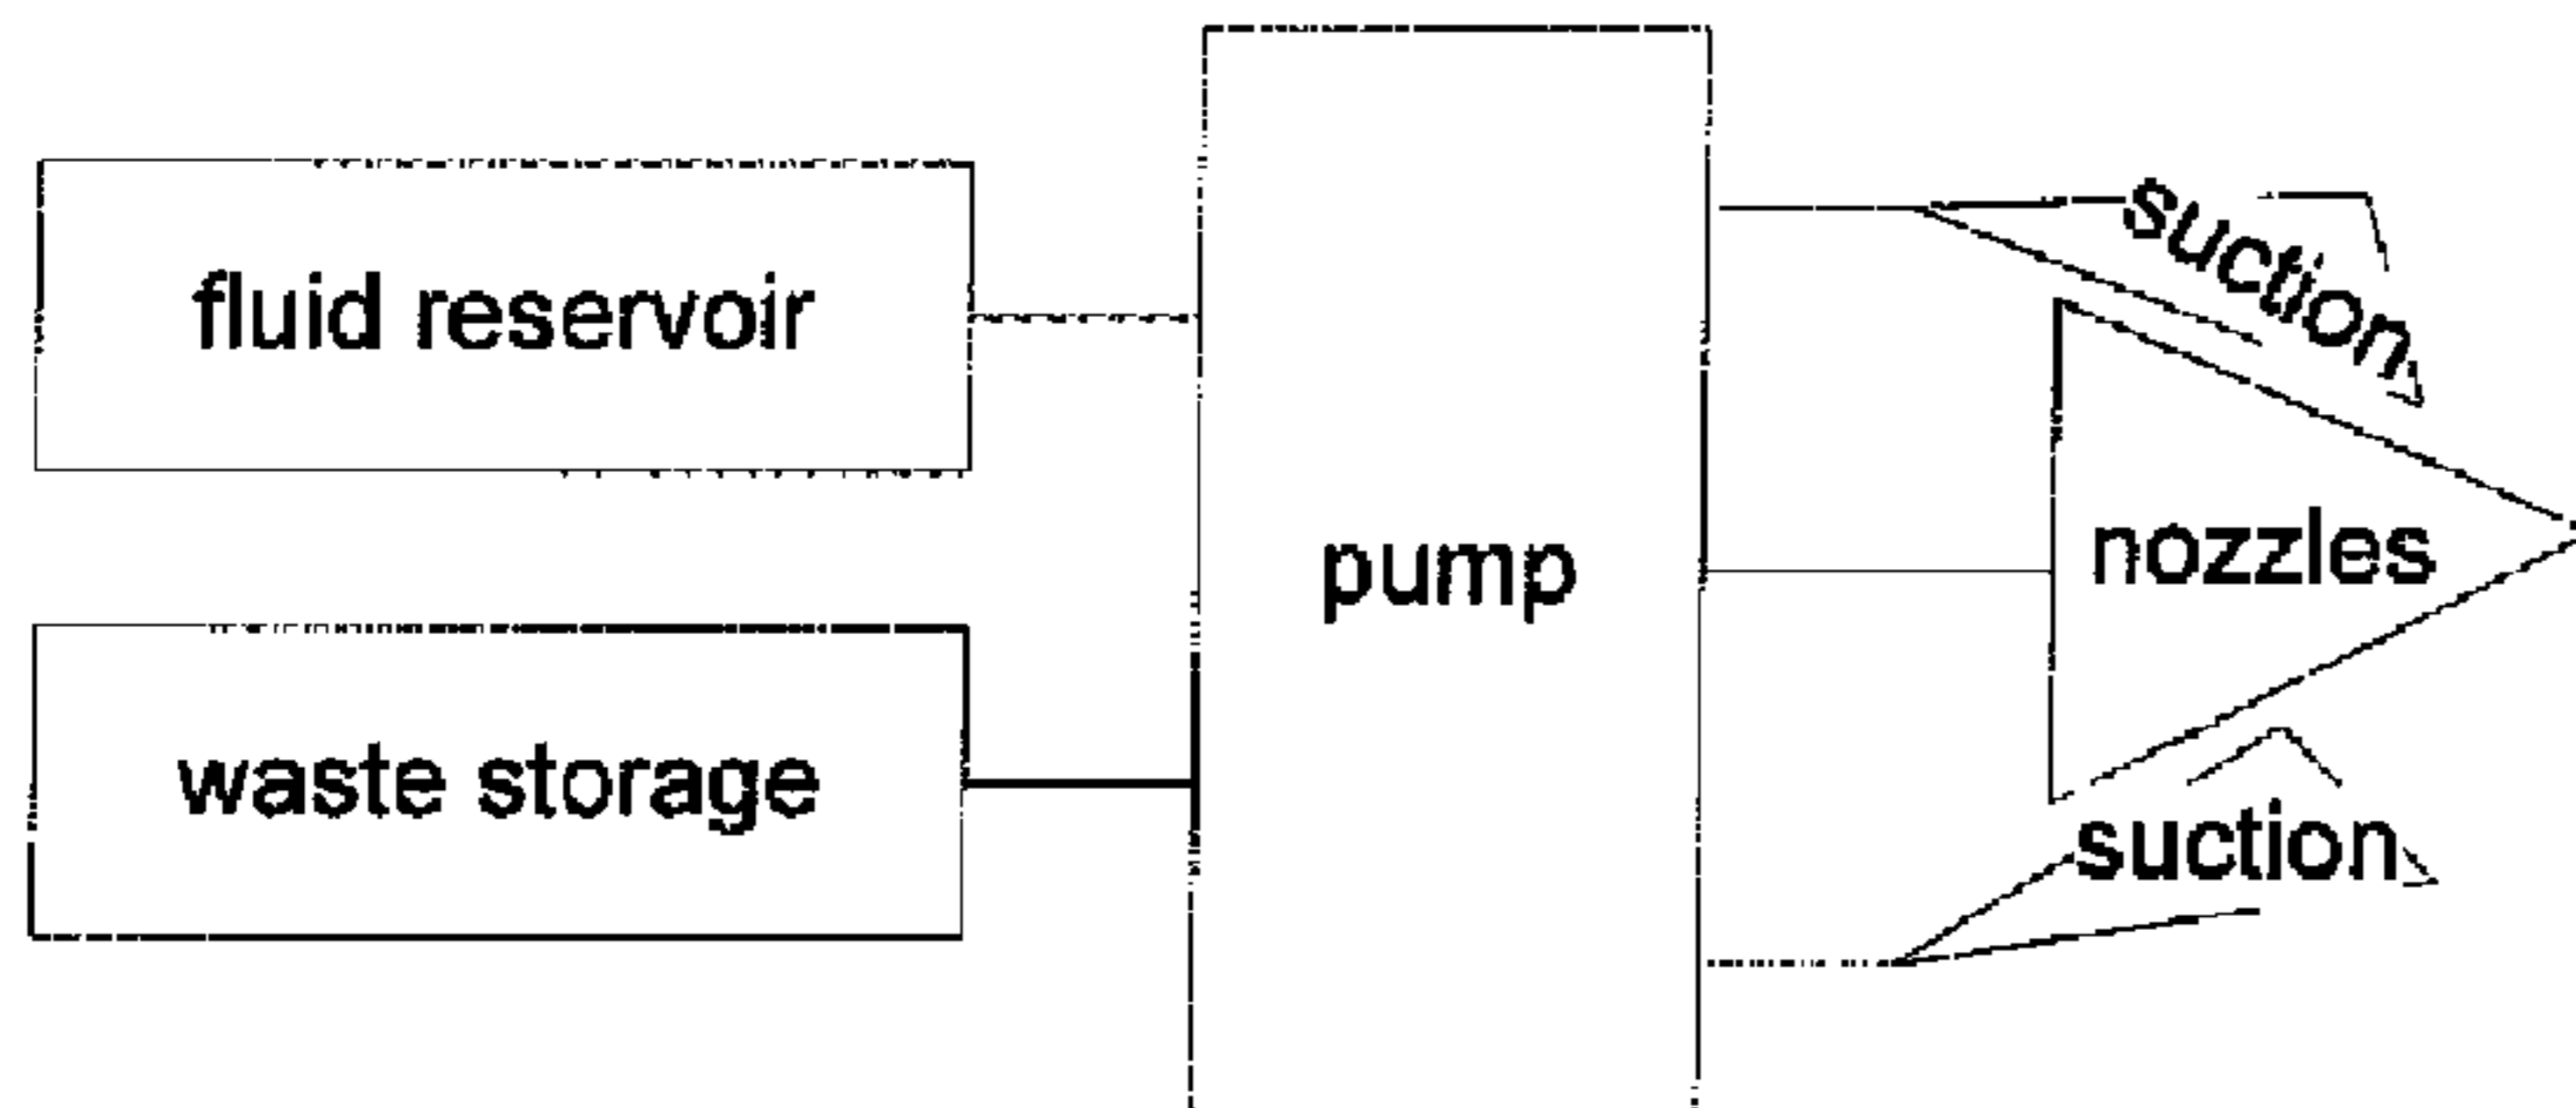 suction
fluid reservoir
nozzles
pump
waste storage
suction